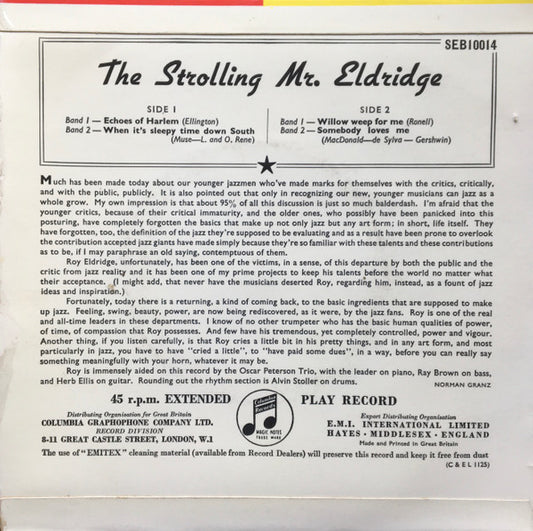 SEB10014
The Strolling Mr. Eldridge
SIDE 1
Band 1 — Echoes of Harlem (Ellington)
Band 2 — When it's sleepy time down South
(Muse—L. and O. Rene)
SIDE 2
Band 1 — Willow weep for me (Ronell)
Band 2 — Somebody loves me
(MacDonald—de Sylva — Gershwin)
Much has been made today about our younger jazzmen who've made marks for themselves with the critics, critically,
and with the public, publicly. It is also pointed out that only in recognizing our new, younger musicians can jazz as a
whole grow. My own impression is that about 95% of all this discussion is just so much balderdash. I'm afraid that the
younger critics, because of their critical immaturity, and the older ones, who possibly have been panicked into this
posturing, have completely forgotten the basics that make up not only jazz but any art form; in short, life itself. They
have forgotten, too, the definition of the jazz they're supposed to be evaluating and as a result have been prone to overlook
the contribution accepted jazz giants have made simply because they're so familiar with these talents and these contributions
as to be, if I may paraphrase an old saying, contemptuous of them.
Roy Eldridge, unfortunately, has been one of the victims, in a sense, of this departure by both the public and the
critic from jazz reality and it has been one of my prime projects to keep his talents before the world no matter what
their acceptance. (I might add, that never have the musicians deserted Roy, regarding him, instead, as a fount of jazz
ideas and inspiration.)
Fortunately, today there is a returning, a kind of coming back, to the basic ingredients that are supposed to make
up jazz. Feeling, swing, beauty, power, are now being rediscovered, as it were, by the jazz fans. Roy is one of the real
and all-time leaders in these departments. I know of no other trumpeter who has the basic human qualities of power,
of time, of compassion that Roy possesses. And few have his tremendous, yet completely controlled, power and vigour.
Another thing, if you listen carefully, is that Roy cries a little bit in his pretty things, and in any art form, and most
particularly in jazz, you have to have "cried a little", to "have paid some dues", in a way, before you can really say
something meaningfully with your horn, whatever it may be.
Roy is immensely aided on this record by the Oscar Peterson Trio, with the leader on piano, Ray Brown on bass,
and Herb Ellis on guitar. Rounding out the rhythm section is Alvin Stoller on drums.
NORMAN GRANZ
45 r.p.m. EXTENDED PLAY RECORD
Distributing Organisation for Great Britain
COLUMBIA GRAPHOPHONE COMPANY LTD.
RECORD DIVISION
8-11 GREAT CASTLE STREET, LONDON, W.1
Columbia
Records
MAGIC NOTES
TRADE MARK
Export Distributing Organisation
E.M.I. INTERNATIONAL LIMITED
HAYES · MIDDLESEX · ENGLAND
Made and Printed in Great Britain
The use of "EMITEX" cleaning material (available from Record Dealers) will preserve this record and keep it free from dust
(C & E L 1125)